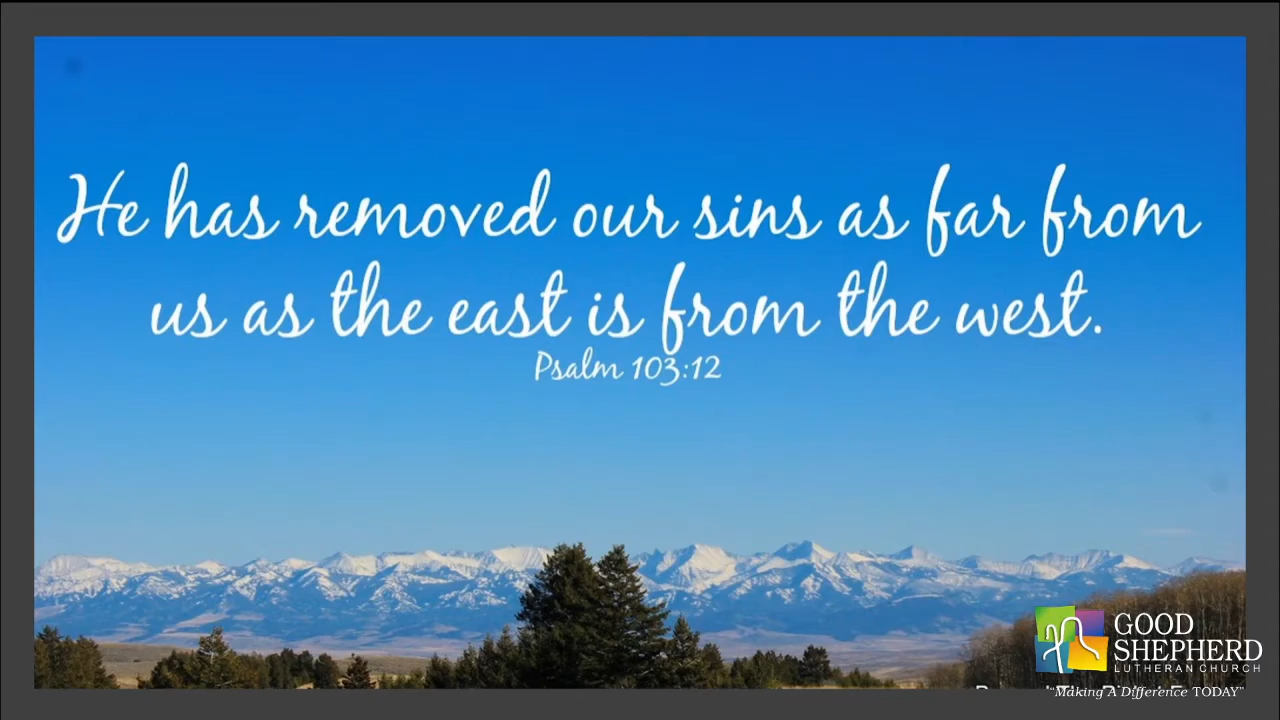 He has removed our sins as far from
us as the east is from the west.
Psalm 103:12
GOOD
SHEPHERD
LUTHERAN CHURCH
"Making A Difference TODAY"